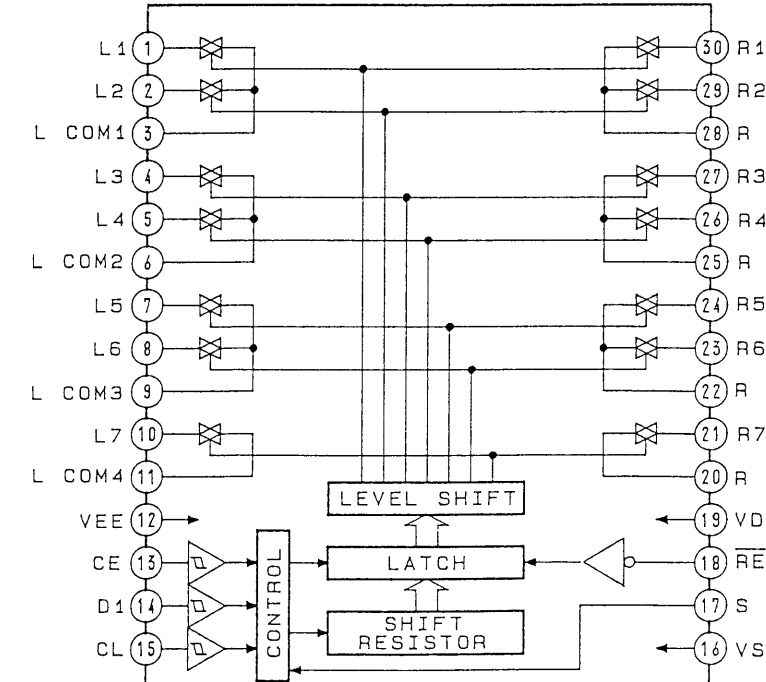 L1 1 30 R1
L2 2 29 R2
L COM1 3 28 R
L3 4 27 R3
L4 5 26 R4
L COM2 6 25 R
L5 7 24 R5
L6 8 23 R6
L COM3 9 22 R
L7 10 21 R7
L COM4 11 20 R
LEVEL SHIFT
VEE 12 19 VD
CE 13 CONTROL LATCH 18 RE
D1 14 17 S
SHIFT
RESISTOR
CL 15 16 VS